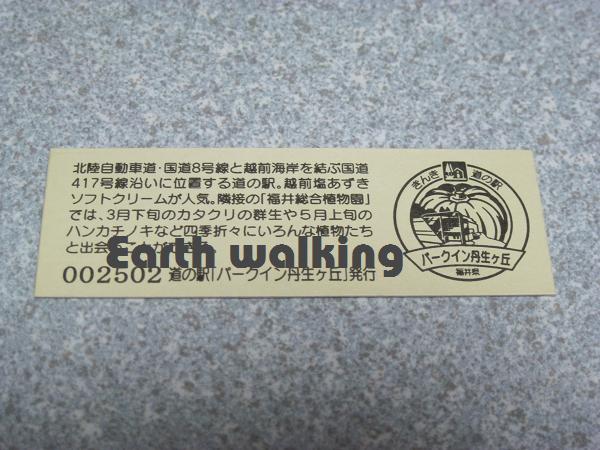 北陸自動車道・国道8号線と越前海岸を結ぶ国道
417号線沿いに位置する道の駅。越前塩あずき
ソフトクリームが人気。隣接の「福井総合植物園」
では、3月下旬のカタクリの群生や5月上旬の
ハンカチノキなど四季折々にいろんな植物たち
と出会
Earth walking
002502 道の駅「パークイン丹生ヶ丘」発行
きんき 道の駅
パークイン丹生ヶ丘
福井県